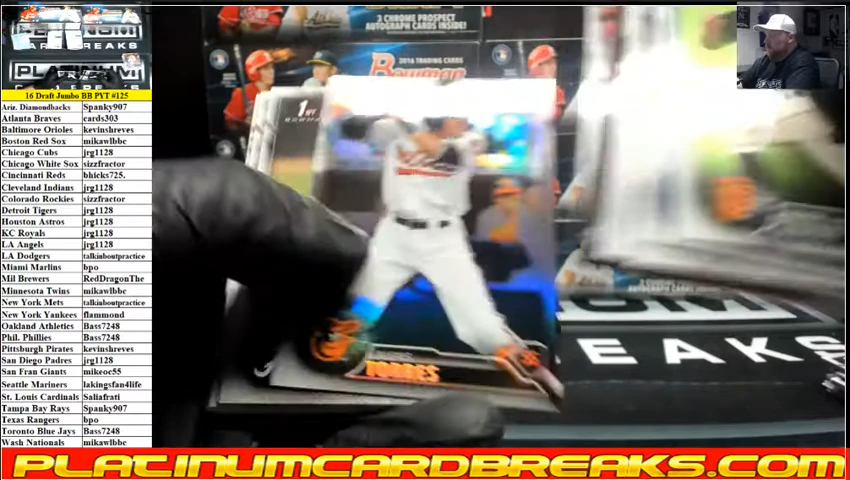 PLATINUM
CARD BREAKS
PLATINUM
16 Draft Jumbo BB PYT #125
Ariz. Diamondbacks Spanky907
Atlanta Braves cards303
Baltimore Orioles kevinshreves
Boston Red Sox mikawlbbc
Chicago Cubs jrg1128
Chicago White Sox sizzfractor
Cincinnati Reds bhicks725.
Cleveland Indians jrg1128
Colorado Rockies sizzfractor
Detroit Tigers jrg1128
Houston Astros jrg1128
KC Royals jrg1128
LA Angels jrg1128
LA Dodgers talkinboutpractice
Miami Marlins bpo
Mil Brewers RedDragonThe
Minnesota Twins mikawlbbc
New York Mets talkinboutpractice
New York Yankees flammond
Oakland Athletics Bass7248
Phil. Phillies Bass7248
Pittsburgh Pirates kevinshreves
San Diego Padres jrg1128
San Fran Giants mikeoc55
Seattle Mariners lakingsfan4life
St. Louis Cardinals Saliafrati
Tampa Bay Rays Spanky907
Texas Rangers bpo
Toronto Blue Jays Bass7248
Wash Nationals mikawlbbc
3 CHROME PROSPECT
AUTOGRAPH CARDS INSIDE!
2016 TRADING CARDS
Bowman
1st
TORRES
EAKS
PLATINUMCARDBREAKS.COM